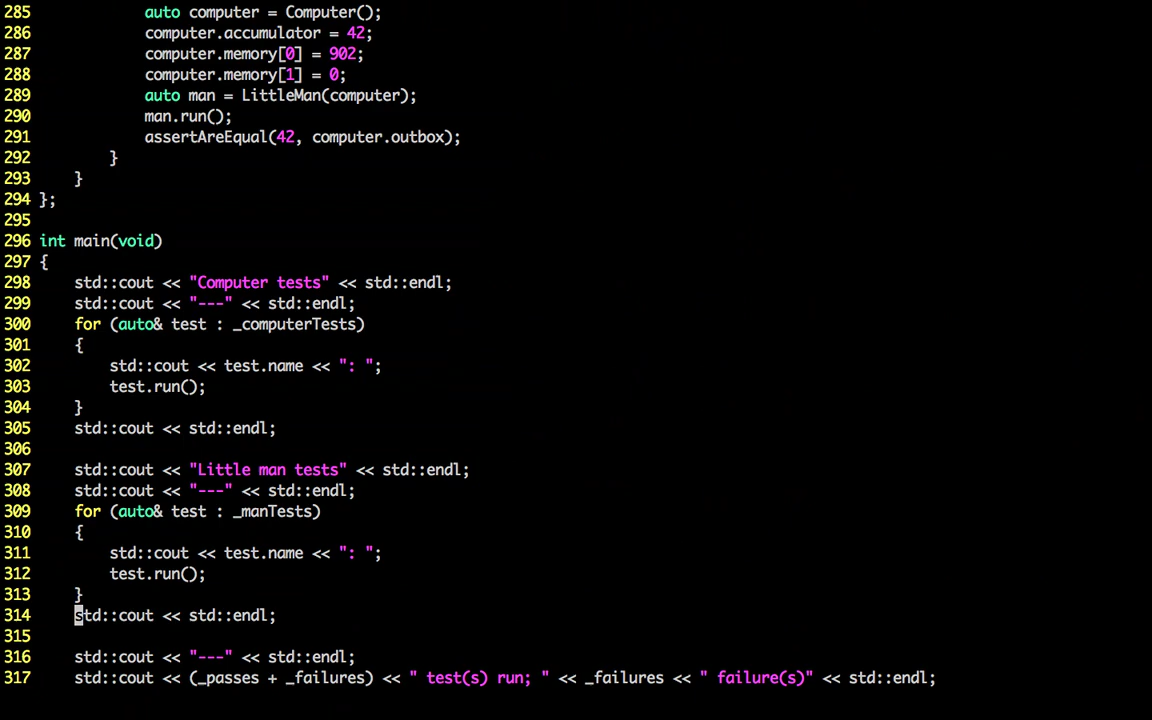 285             auto computer = Computer();
286             computer.accumulator = 42;
287             computer.memory[0] = 902;
288             computer.memory[1] = 0;
289             auto man = LittleMan(computer);
290             man.run();
291             assertAreEqual(42, computer.outbox);
292         }
293     }
294 };
295
296 int main(void)
297 {
298     std::cout << "Computer tests" << std::endl;
299     std::cout << "---" << std::endl;
300     for (auto& test : _computerTests)
301     {
302         std::cout << test.name << ": ";
303         test.run();
304     }
305     std::cout << std::endl;
306
307     std::cout << "Little man tests" << std::endl;
308     std::cout << "---" << std::endl;
309     for (auto& test : _manTests)
310     {
311         std::cout << test.name << ": ";
312         test.run();
313     }
314     std::cout << std::endl;
315
316     std::cout << "---" << std::endl;
317     std::cout << (_passes + _failures) << " test(s) run; " << _failures << " failure(s)" << std::endl;